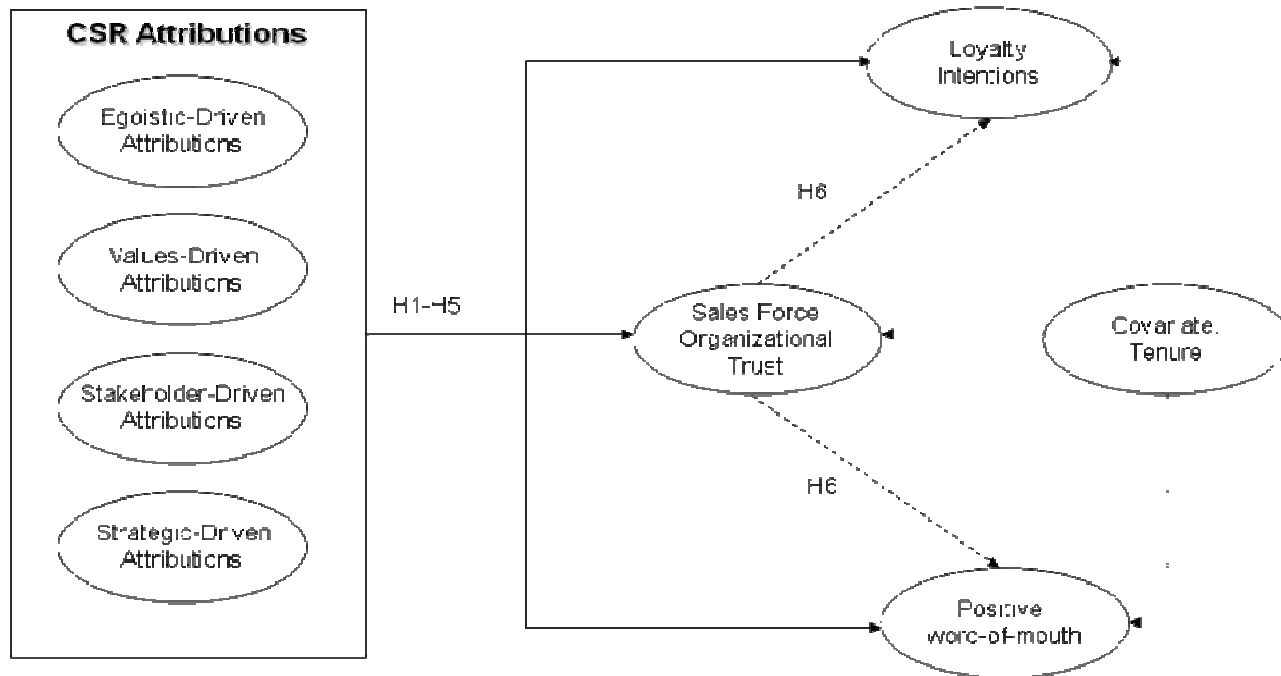 CSR Attributions
Egoistic-Driven
Attributions
Values-Driven
Attributions
Stakeholder-Driven
Attributions
Strategic-Driven
Attributions
H1-H5
Loyalty
Intentions
H6
Sales Force
Organizational
Trust
Covariate.
Tenure
H6
Positive
word-of-mouth